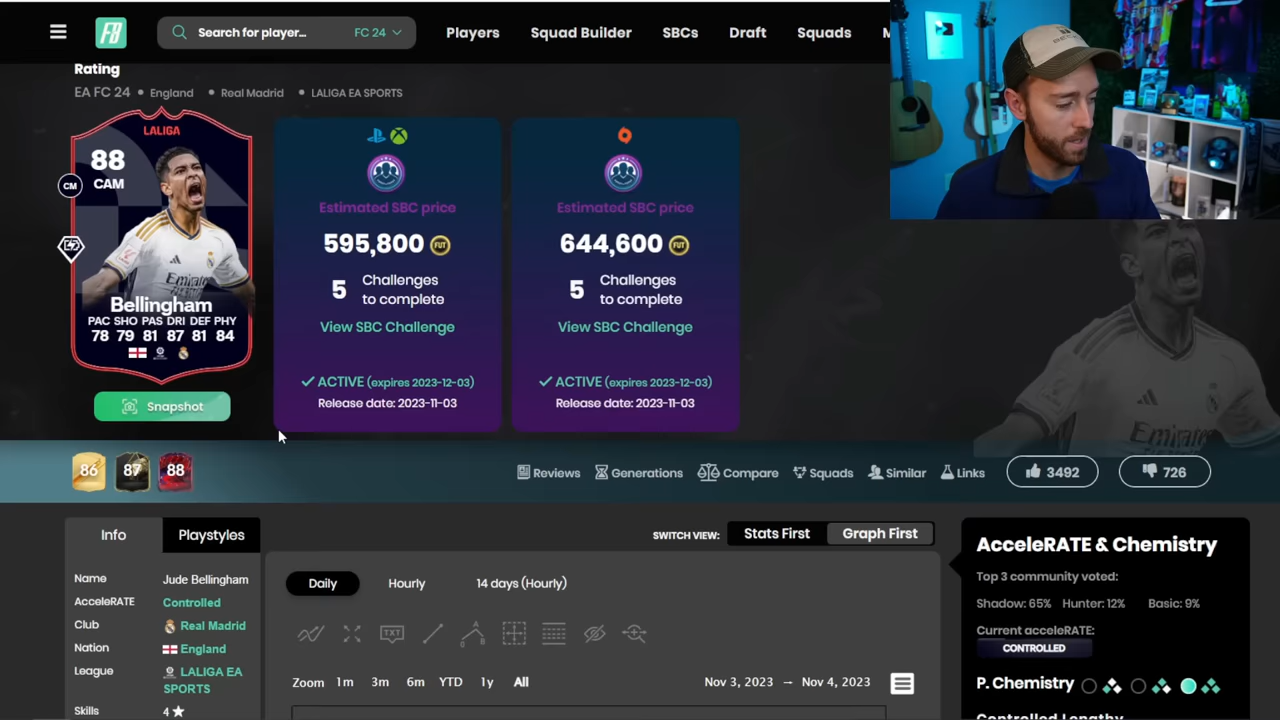 FB
Search for player...
FC 24
Players
Squad Builder
SBCs
Draft
Squads
Rating
EA FC 24
England
Real Madrid
LALIGA EA SPORTS
LALIGA
88
CAM
CM
Bellingham
PAC SHO PAS DRI DEF PHY
78 79 81 87 81 84
Snapshot
Estimated SBC price
595,800 FUT
5 Challenges
to complete
View SBC Challenge
ACTIVE (expires 2023-12-03)
Release date: 2023-11-03
Estimated SBC price
644,600 FUT
5 Challenges
to complete
View SBC Challenge
ACTIVE (expires 2023-12-03)
Release date: 2023-11-03
86
87
88
Reviews
Generations
Compare
Squads
Similar
Links
3492
726
Info
Playstyles
SWITCH VIEW:
Stats First
Graph First
Name Jude Bellingham
AcceleRATE Controlled
Club Real Madrid
Nation England
League LALIGA EA
SPORTS
Skills 4
Daily
Hourly
14 days (Hourly)
TXT
Zoom 1m 3m 6m YTD 1y All
Nov 3, 2023 → Nov 4, 2023
AcceleRATE & Chemistry
Top 3 community voted:
Shadow: 65% Hunter: 12% Basic: 9%
Current acceleRATE:
CONTROLLED
P. Chemistry
Controlled Lengthy